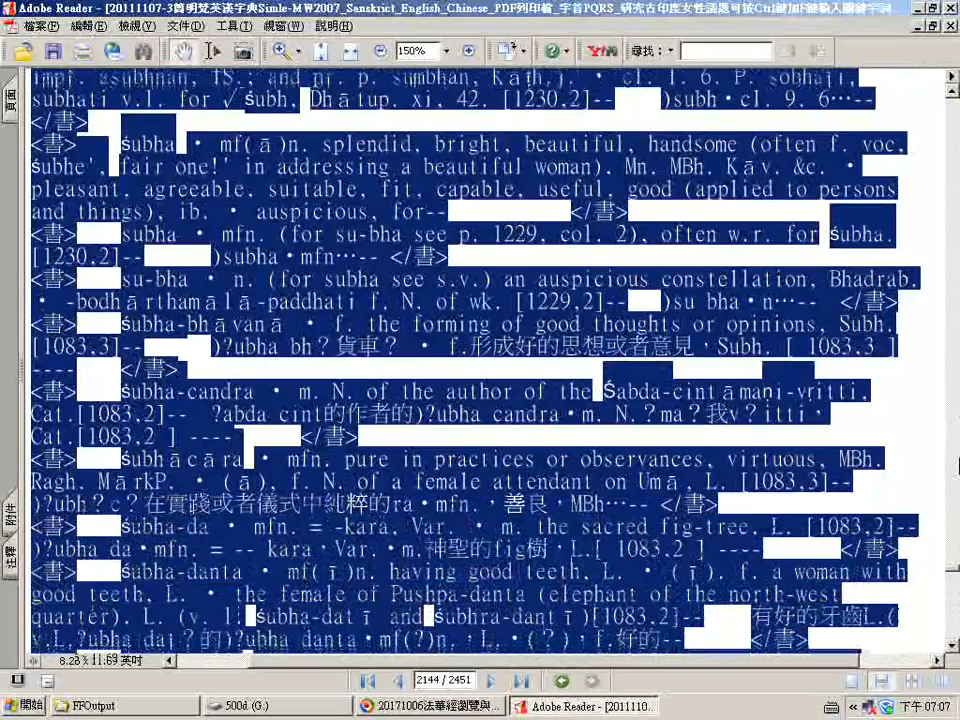 Adobe Reader - [20111107-3簡明梵英漢字典Simle-MW2007_Sanskrict_English_Chinese_PDF列印檔_字首PQRS_研究古印度女性議題可按Ctrl鍵加F鍵輸入關鍵字詞
檔案(F) 編輯(E) 檢視(V) 文件(D) 工具(T) 視窗(W) 說明(H)
150% 尋找：
頁面
impf. asubhnan, TS.; and pr. p. sumbhan, Kāṭh.). • cl. 1. 6. P. sobhati,
subhati v.l. for √ śubh, Dhātup. xi, 42. [1230,2]-- )subh•cl. 9. 6…--
</書>
<書> śubha • mf(ā)n. splendid, bright, beautiful, handsome (often f. voc.
śubhe', fair one!' in addressing a beautiful woman). Mn. MBh. Kāv. &c. •
pleasant, agreeable, suitable, fit, capable, useful, good (applied to persons
and things), ib. • auspicious, for-- </書>
<書> subha • mfn. (for su-bha see p. 1229, col. 2), often w.r. for śubha.
[1230,2]-- )subha•mfn…-- </書>
<書> su-bha • n. (for subha see s.v.) an auspicious constellation, Bhadrab.
• -bodhārthamālā-paddhati f. N. of wk. [1229,2]-- )su bha•n…-- </書>
<書> śubha-bhāvanā • f. the forming of good thoughts or opinions, Subh.
[1083,3]-- )?ubha bh?貨車? • f.形成好的思想或者意見，Subh. [ 1083,3 ]
---- </書>
<書> śubha-candra • m. N. of the author of the Śabda-cintāmani-vritti,
Cat.[1083,2]-- ?abda cint的作者的)?ubha candra•m. N.?ma?我v?itti，
Cat.[1083,2 ] ---- </書>
<書> śubhācāra • mfn. pure in practices or observances, virtuous, MBh.
Ragh. MārkP. • (ā), f. N. of a female attendant on Umā, L. [1083,3]--
)?ubh?c?在實踐或者儀式中純粹的ra•mfn.，善良，MBh…-- </書>
<書> śubha-da • mfn. = -kara, Var. • m. the sacred fig-tree, L. [1083,2]--
)?ubha da•mfn. = -- kara，Var.•m.神聖的fig樹，L.[ 1083,2 ] ---- </書>
<書> śubha-danta • mf(ī)n. having good teeth, L. • (ī). f. a woman with
good teeth, L. • the female of Pushpa-danta (elephant of the north-west
quarter). L. (v. l. śubha-datī and śubhra-dantī)[1083,2]-- 有好的牙齒L.(
v.L.?ubha dat?的)?ubha danta•mf(?)n.，L.•(?)，f.好的-- </書>
附件
註釋
8.26 x 11.69 英吋
2144 / 2451
開始 FFOutput 500d (G:) 20171006法華經瀏覽與... Adobe Reader - [2011110... 下午 07:07